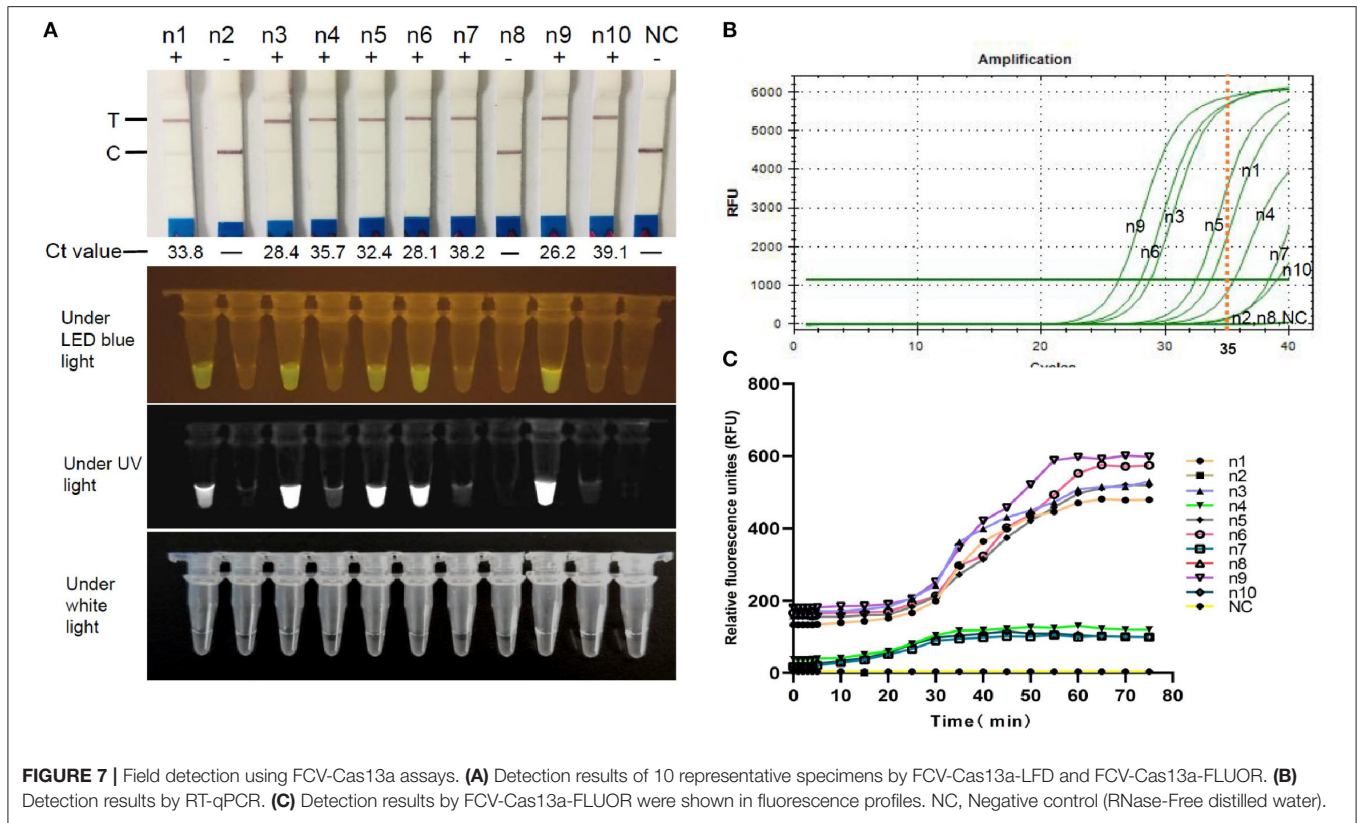 A
n1 n2 n3 n4 n5 n6 n7 n8 n9 n10 NC
+ - + + + + + - + + -
T
C
Ct value 33.8 — 28.4 35.7 32.4 28.1 38.2 — 26.2 39.1 —
Under
LED blue
light
Under UV
light
Under
white
light
B
Amplification
6000
5000
4000
3000
2000
1000
0
RFU
n9
n6
n3
n5
n1
n4
n7
n10
n2,n8,NC
0
10
20
30
35
40
Cycles
C
800
600
400
200
0
Relative fluorescence unites (RFU)
0 10 20 30 40 50 60 70 80
Time( min)
n1
n2
n3
n4
n5
n6
n7
n8
n9
n10
NC
FIGURE 7 | Field detection using FCV-Cas13a assays. (A) Detection results of 10 representative specimens by FCV-Cas13a-LFD and FCV-Cas13a-FLUOR. (B)
Detection results by RT-qPCR. (C) Detection results by FCV-Cas13a-FLUOR were shown in fluorescence profiles. NC, Negative control (RNase-Free distilled water).